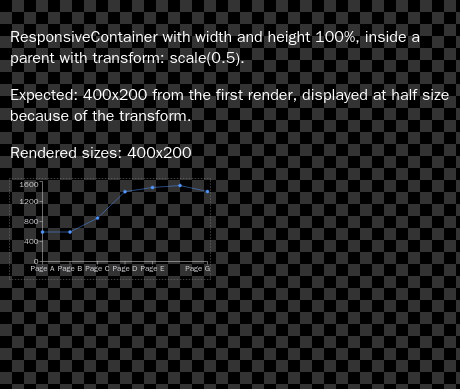 ResponsiveContainer with width and height 100%, inside a
parent with transform: scale(0.5).
Expected: 400x200 from the first render, displayed at half size
because of the transform.
Rendered sizes: 400x200
1600
1200
800
400
0
Page A Page B Page C Page D Page E Page G